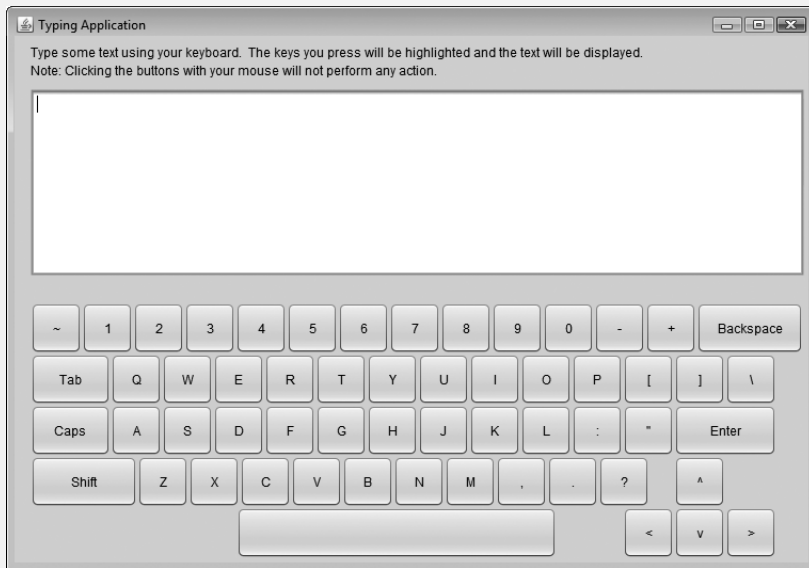 Typing Application
Type some text using your keyboard. The keys you press will be highlighted and the text will be displayed.
Note: Clicking the buttons with your mouse will not perform any action.
~ 1 2 3 4 5 6 7 8 9 0 - + Backspace
Tab Q W E R T Y U I O P [ ] \
Caps A S D F G H J K L : " Enter
Shift Z X C V B N M , . ? ^
< v >